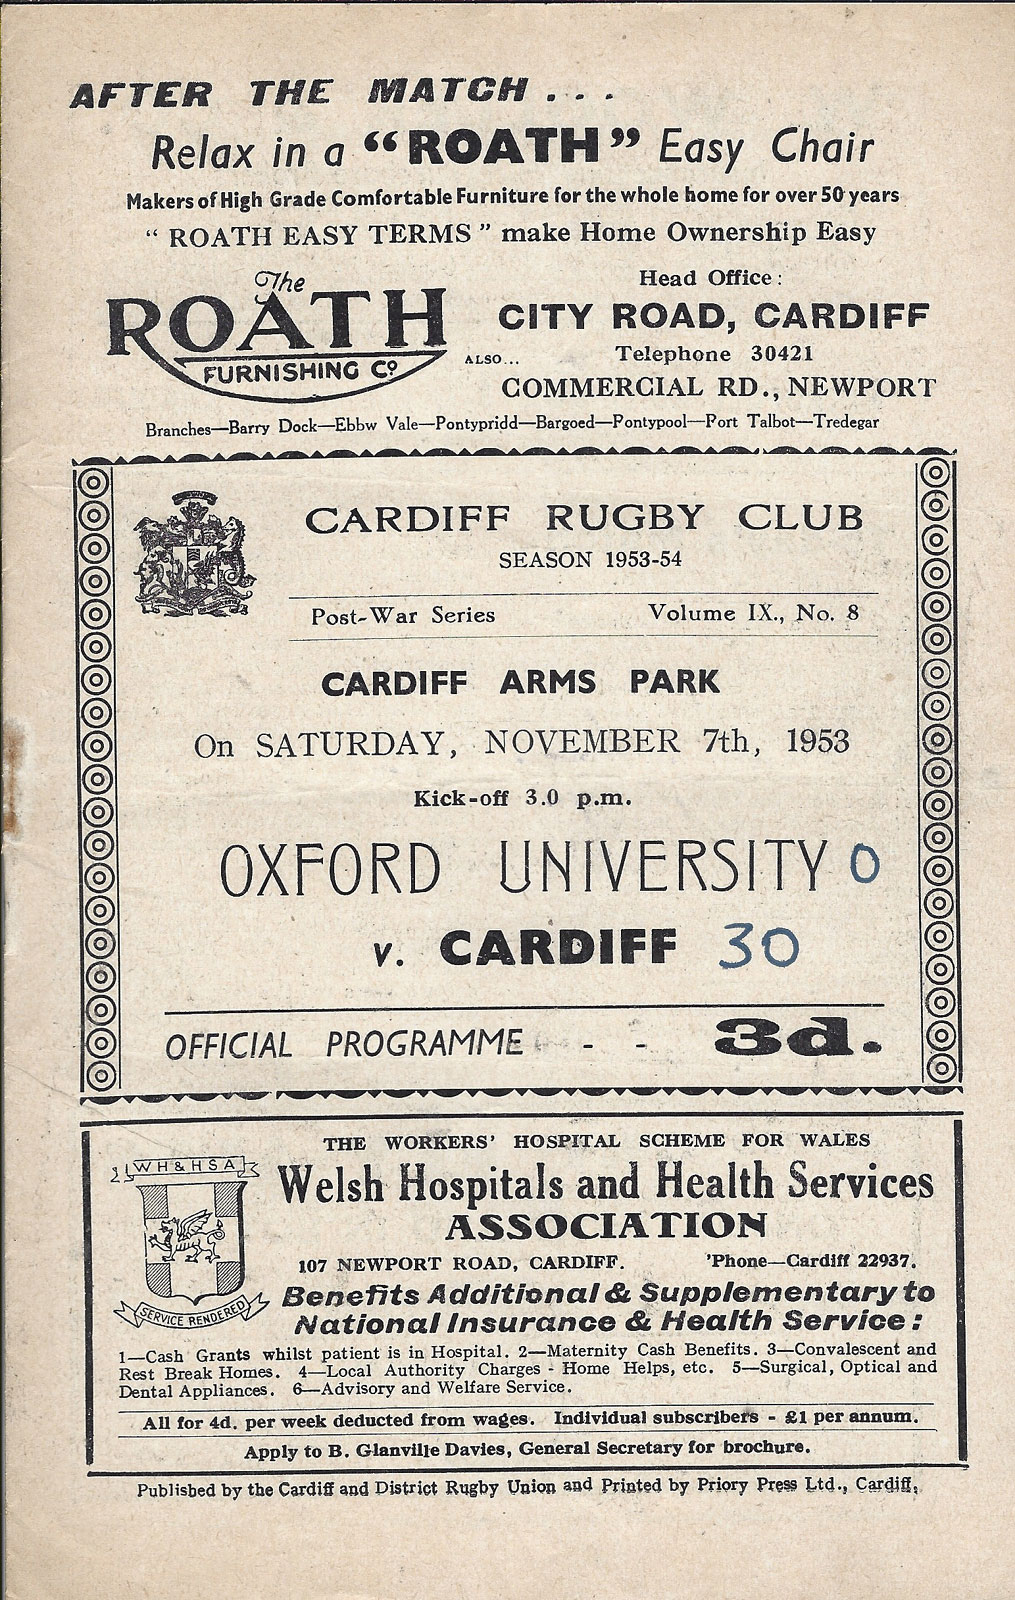 AFTER THE MATCH . . .
Relax in a "ROATH" Easy Chair
Makers of High Grade Comfortable Furniture for the whole home for over 50 years
"ROATH EASY TERMS" make Home Ownership Easy
The
ROATH
FURNISHING Co.
Head Office:
CITY ROAD, CARDIFF
Telephone 30421
ALSO...
COMMERCIAL RD., NEWPORT
Branches—Barry Dock—Ebbw Vale—Pontypridd—Bargoed—Pontypool—Port Talbot—Tredegar
CARDIFF RUGBY CLUB
SEASON 1953-54
Post-War Series Volume IX., No. 8
CARDIFF ARMS PARK
On SATURDAY, NOVEMBER 7th, 1953
Kick-off 3.0 p.m.
OXFORD UNIVERSITY 0
v. CARDIFF 30
OFFICIAL PROGRAMME - - 3d.
THE WORKERS' HOSPITAL SCHEME FOR WALES
WH&HSA
Welsh Hospitals and Health Services
ASSOCIATION
107 NEWPORT ROAD, CARDIFF. 'Phone—Cardiff 22937.
SERVICE RENDERED
Benefits Additional & Supplementary to
National Insurance & Health Service:
1—Cash Grants whilst patient is in Hospital. 2—Maternity Cash Benefits. 3—Convalescent and
Rest Break Homes. 4—Local Authority Charges - Home Helps, etc. 5—Surgical, Optical and
Dental Appliances. 6—Advisory and Welfare Service.
All for 4d. per week deducted from wages. Individual subscribers - £1 per annum.
Apply to B. Glanville Davies, General Secretary for brochure.
Published by the Cardiff and District Rugby Union and Printed by Priory Press Ltd., Cardiff,